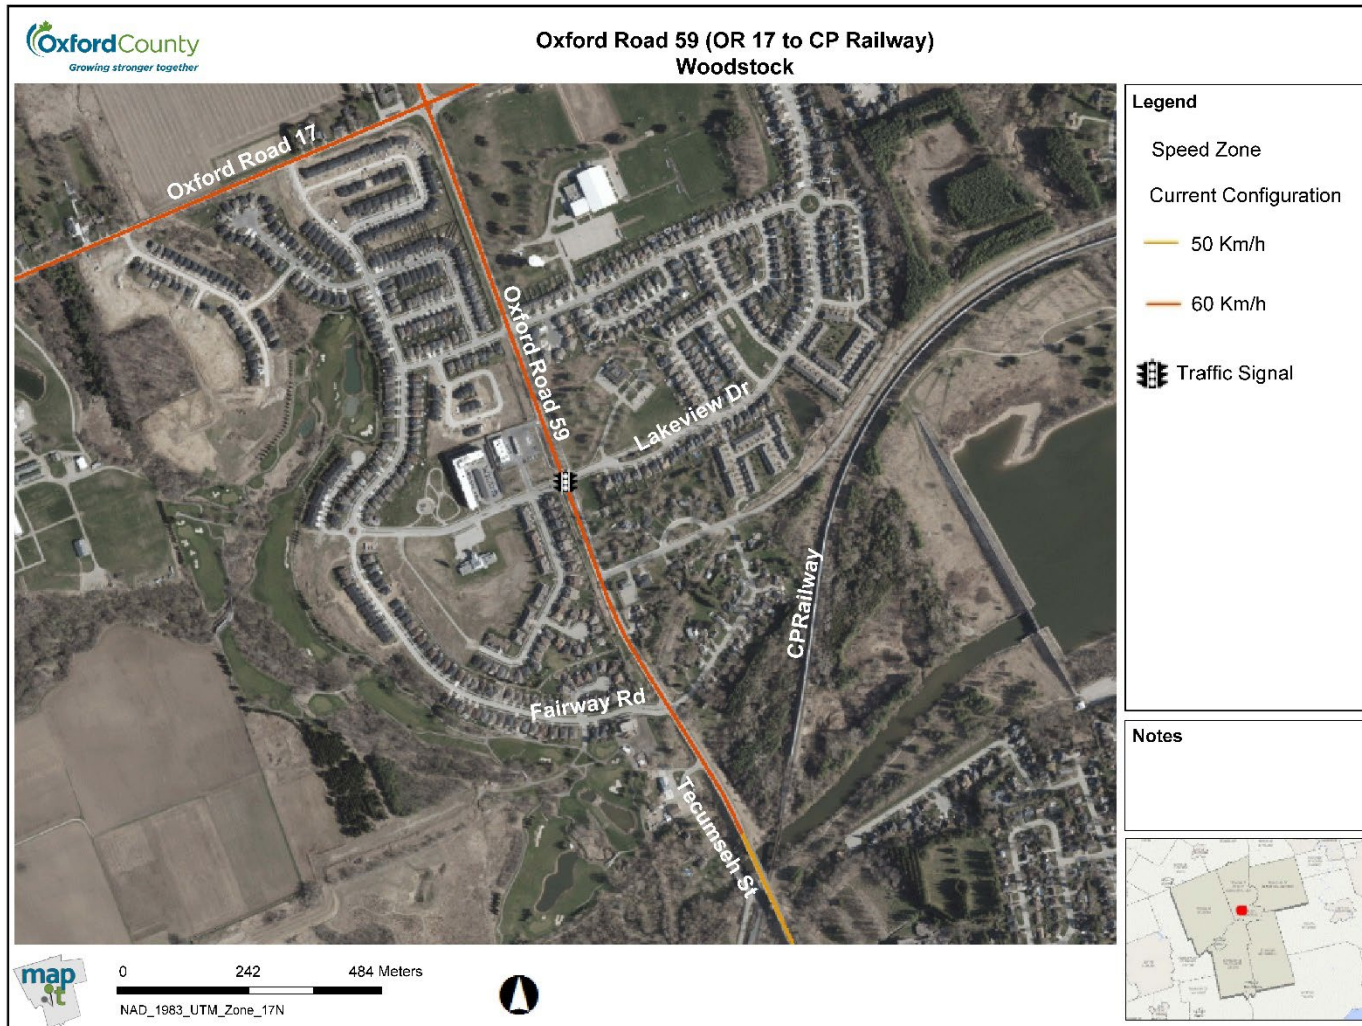 OxfordCounty
Growing stronger together
Oxford Road 59 (OR 17 to CP Railway)
Woodstock
Oxford Road 17
Oxford Road 59
Lakeview Dr
CPRailway
Fairway Rd
Tecumseh St
Legend
Speed Zone
Current Configuration
50 Km/h
60 Km/h
Traffic Signal
Notes
map it
0 242 484 Meters
NAD_1983_UTM_Zone_17N